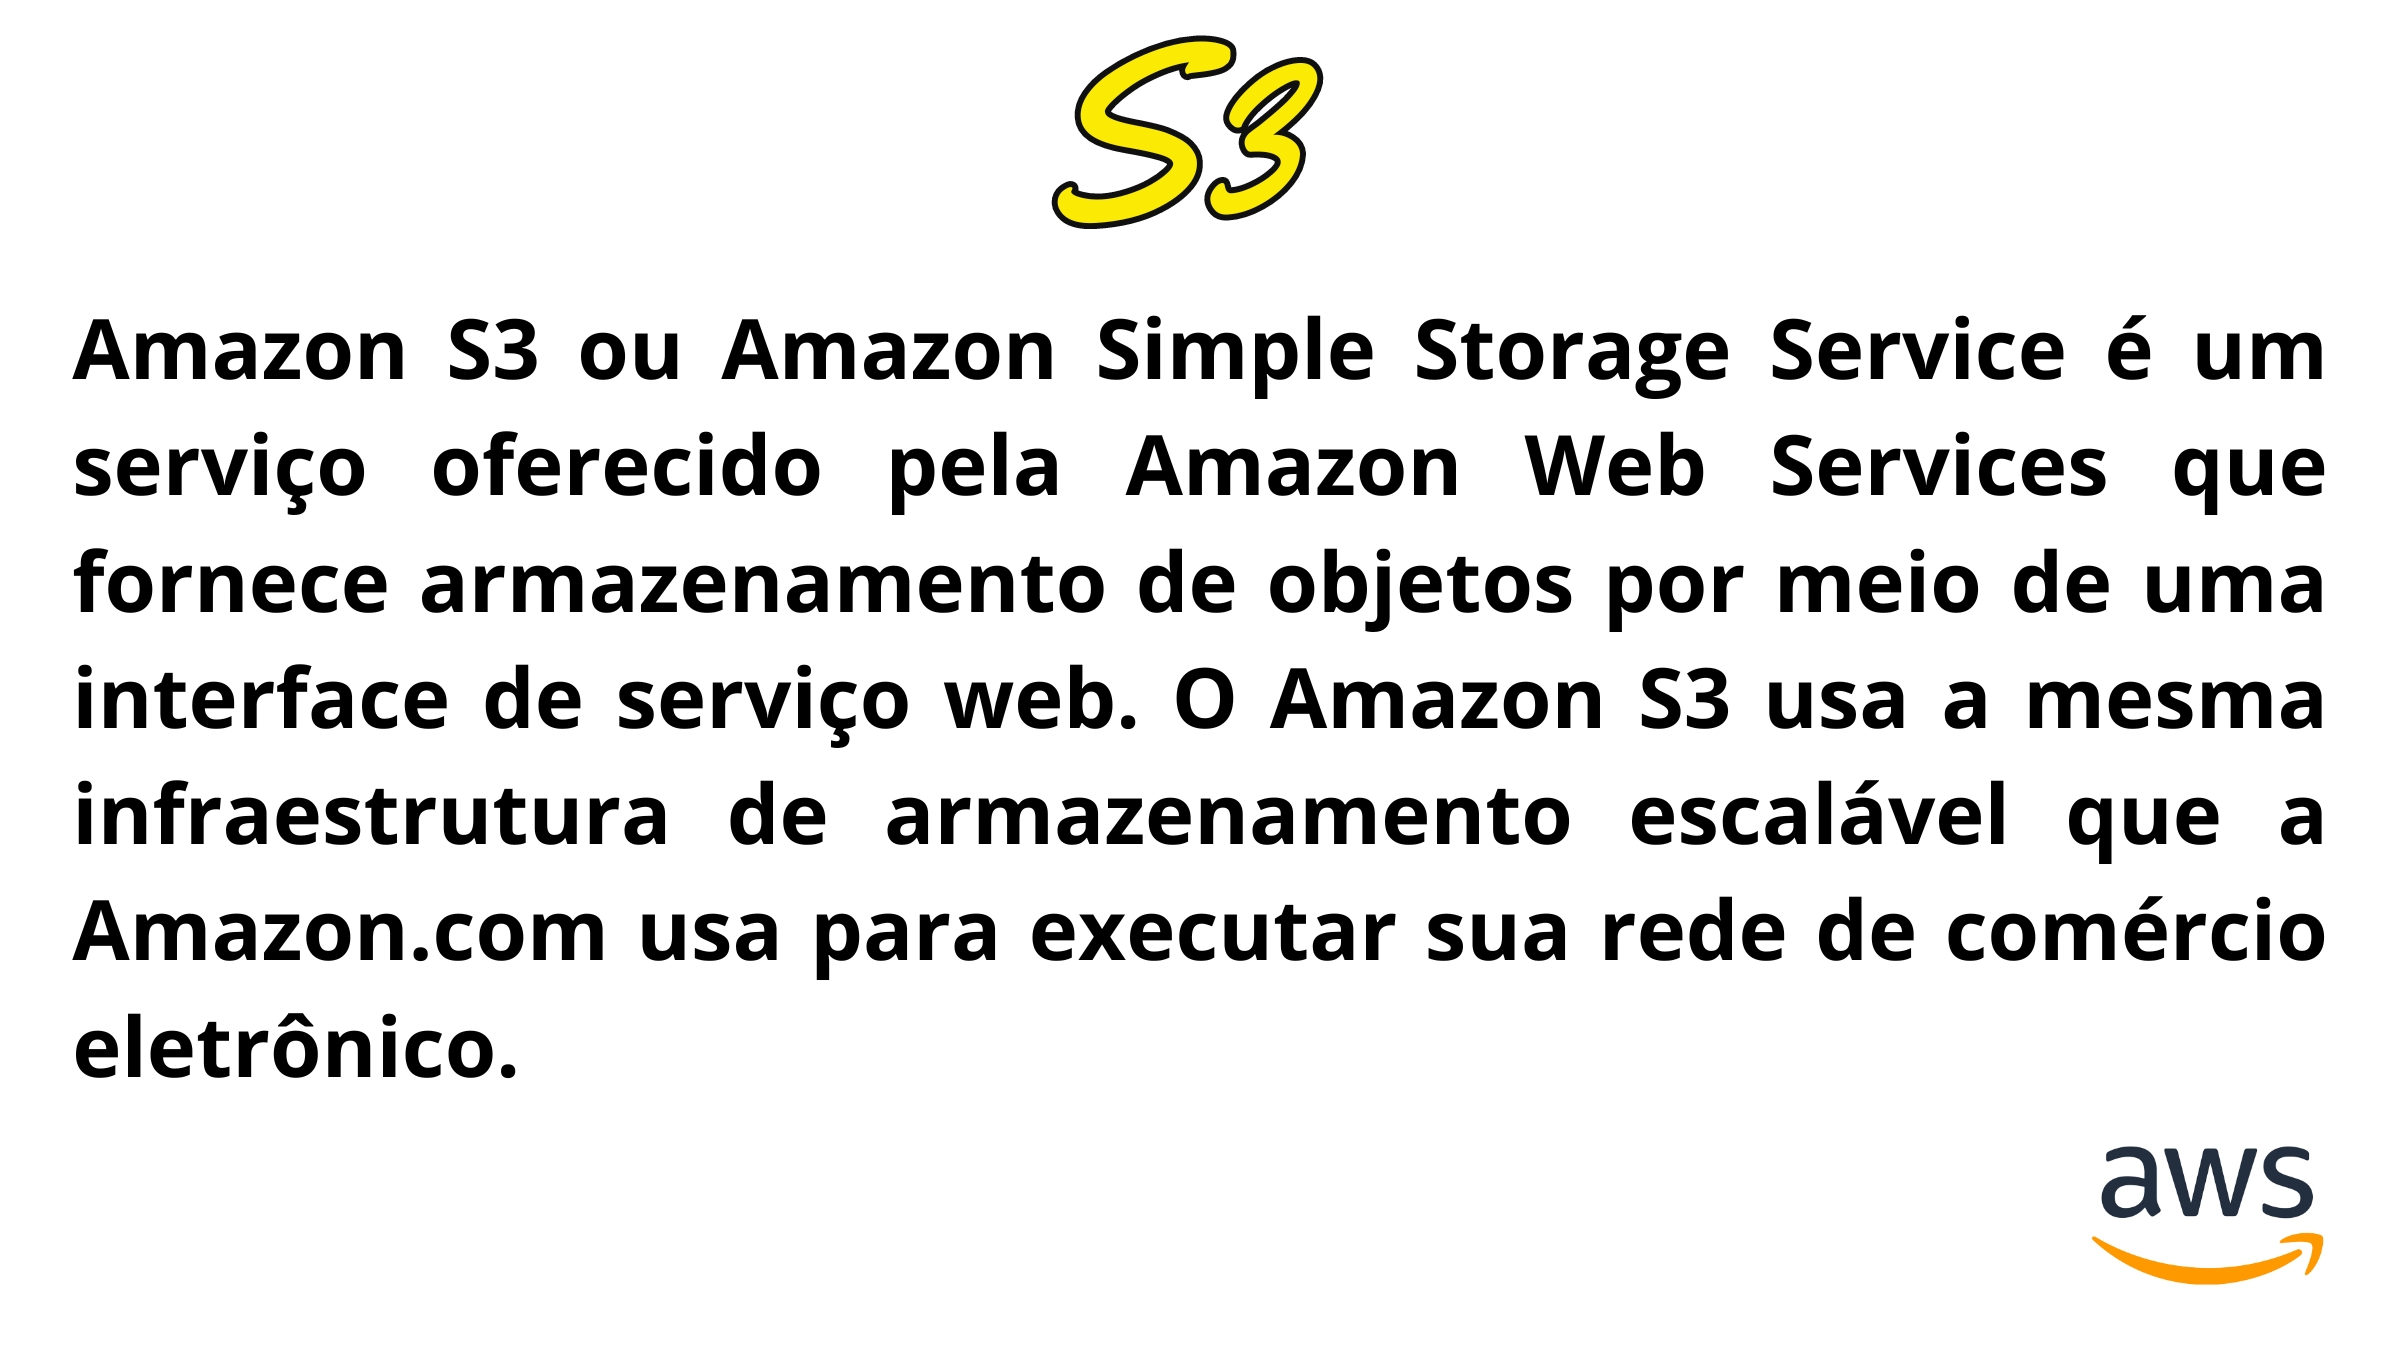 S3
Amazon S3 ou Amazon Simple Storage Service é um
serviço oferecido pela Amazon Web Services que
fornece armazenamento de objetos por meio de uma
interface de serviço web. O Amazon S3 usa a mesma
infraestrutura de armazenamento escalável que a
Amazon.com usa para executar sua rede de comércio
eletrônico.
aws